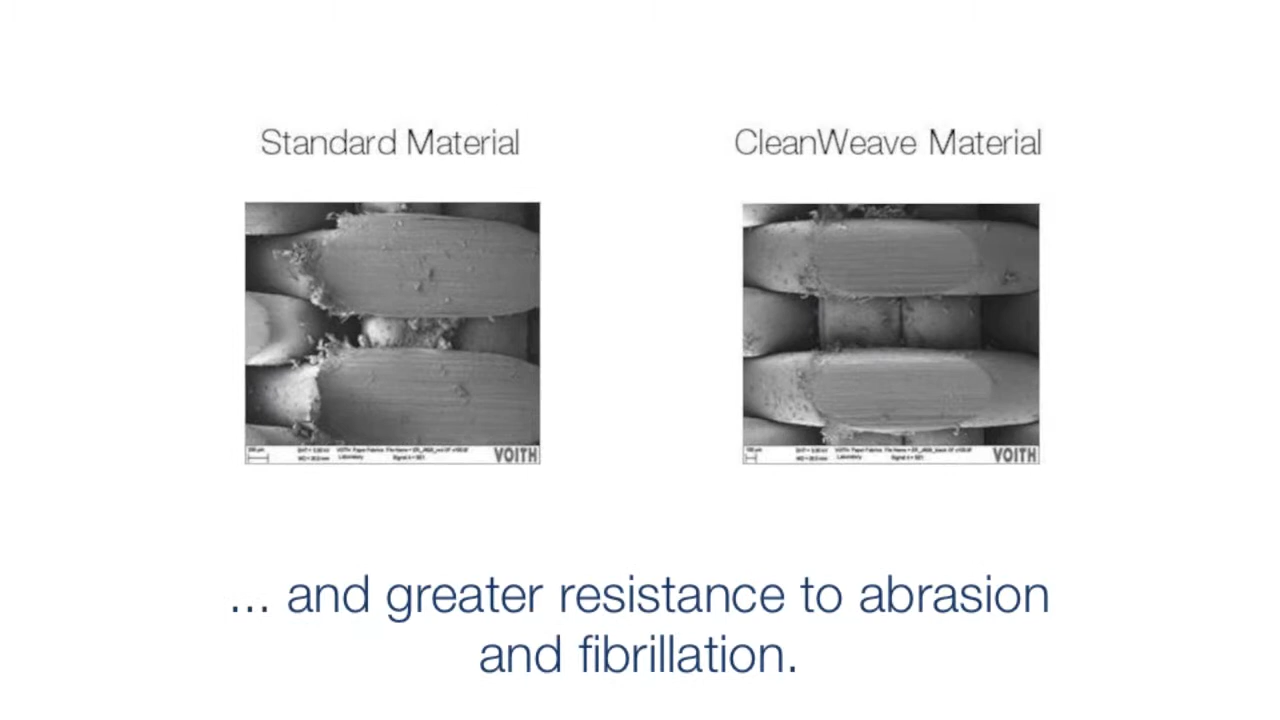 Standard Material
CleanWeave Material
VOITH
VOITH
... and greater resistance to abrasion
and fibrillation.